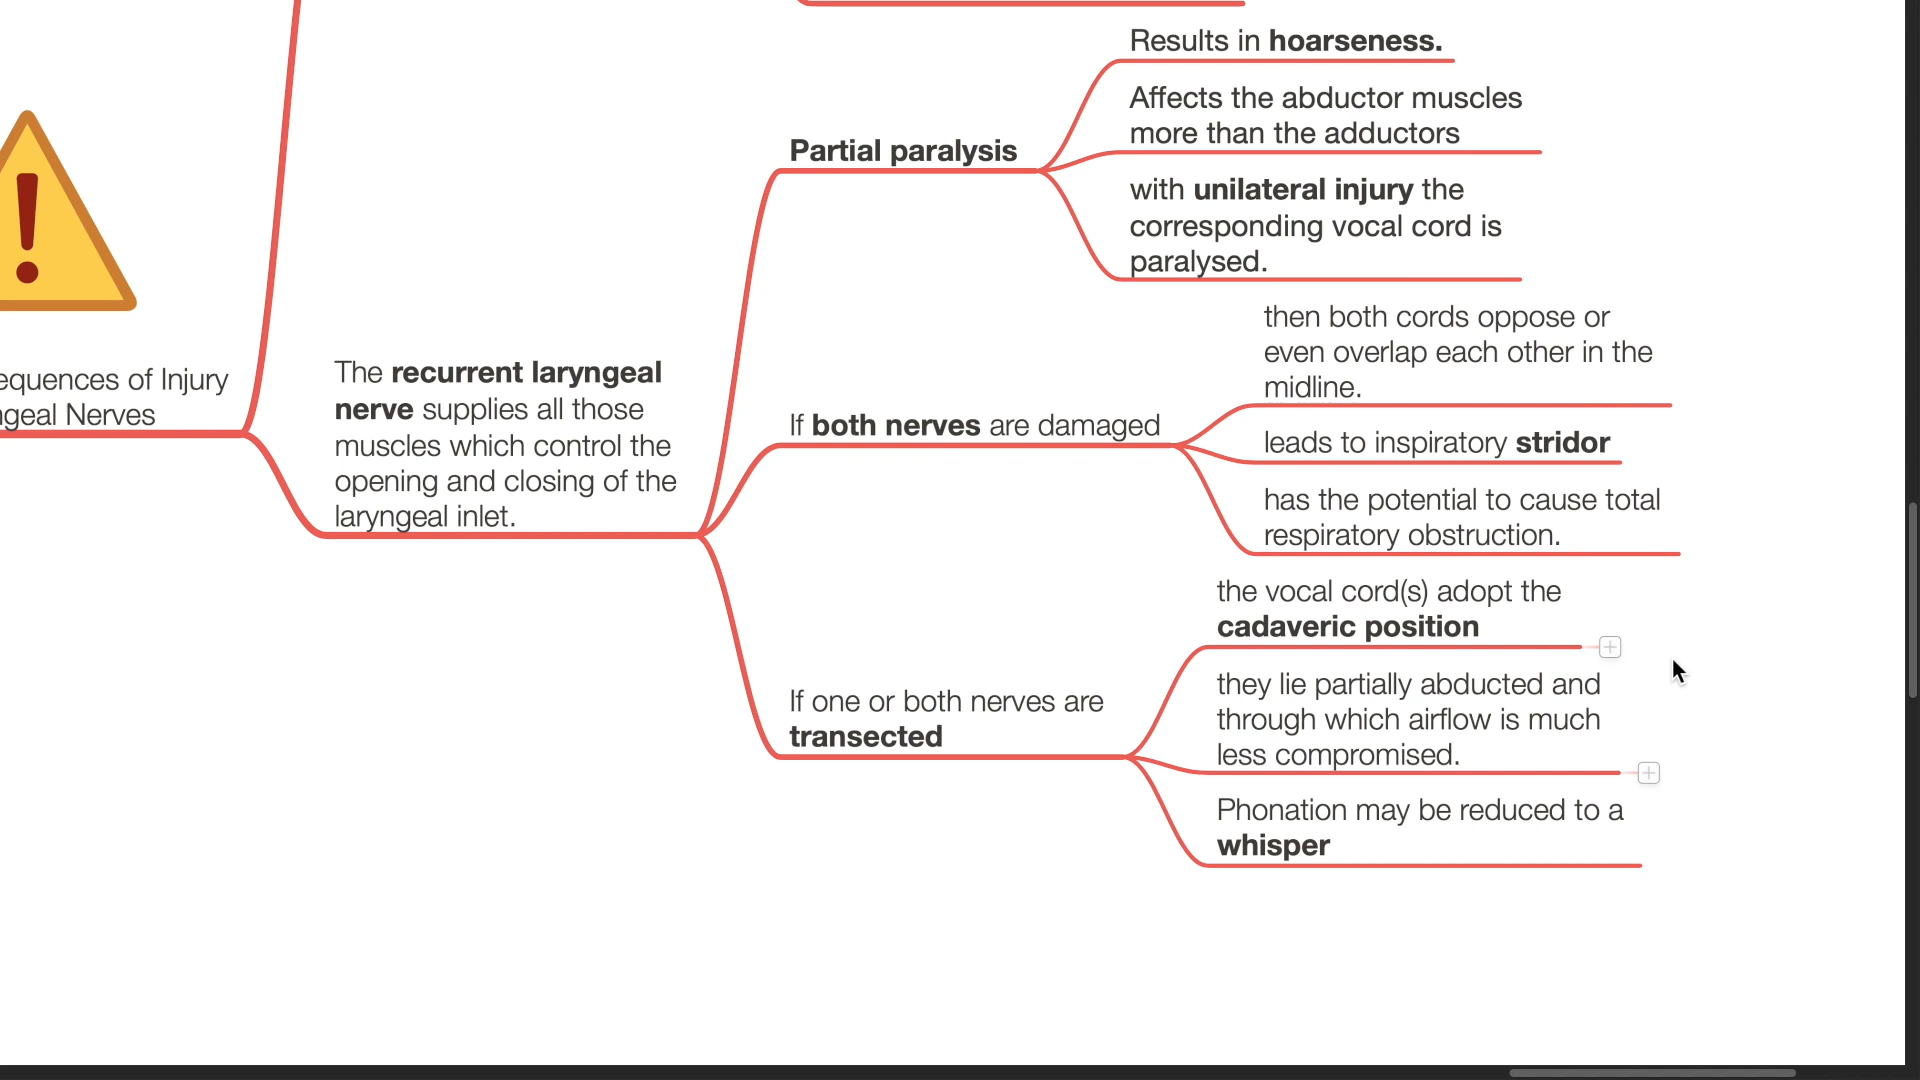 equences of Injury
ngeal Nerves
The recurrent laryngeal
nerve supplies all those
muscles which control the
opening and closing of the
laryngeal inlet.
Partial paralysis
Results in hoarseness.
Affects the abductor muscles
more than the adductors
with unilateral injury the
corresponding vocal cord is
paralysed.
If both nerves are damaged
then both cords oppose or
even overlap each other in the
midline.
leads to inspiratory stridor
has the potential to cause total
respiratory obstruction.
If one or both nerves are
transected
the vocal cord(s) adopt the
cadaveric position
they lie partially abducted and
through which airflow is much
less compromised.
Phonation may be reduced to a
whisper